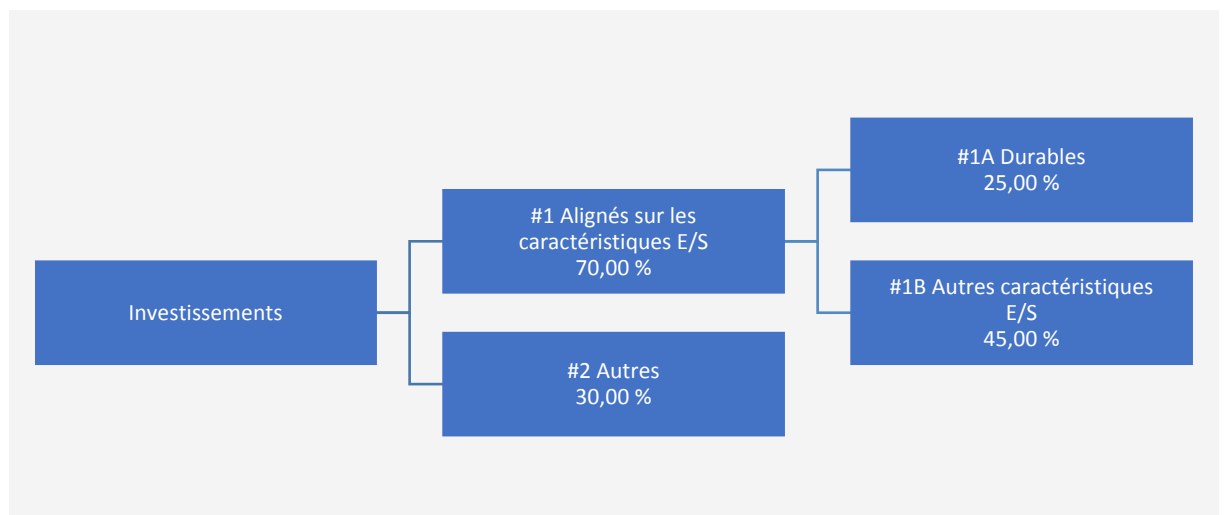 Investissements
#1 Alignés sur les
caractéristiques E/S
70,00 %
#2 Autres
30,00 %
#1A Durables
25,00 %
#1B Autres caractéristiques
E/S
45,00 %